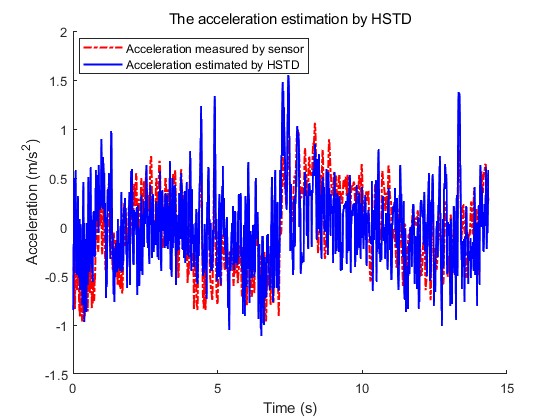 The acceleration estimation by HSTD
Acceleration measured by sensor
Acceleration estimated by HSTD
Acceleration (m/s²)
2
1.5
1
0.5
0
-0.5
-1
-1.5
0 5 10 15
Time (s)